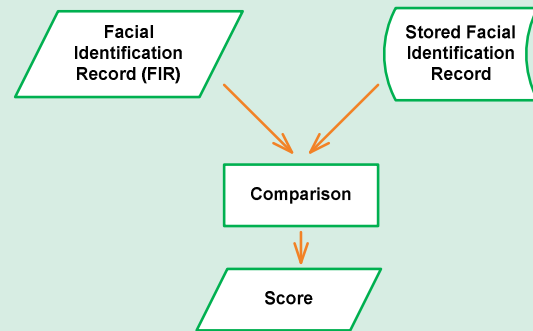 Facial
Identification
Record (FIR)
Stored Facial
Identification
Record
Comparison
Score